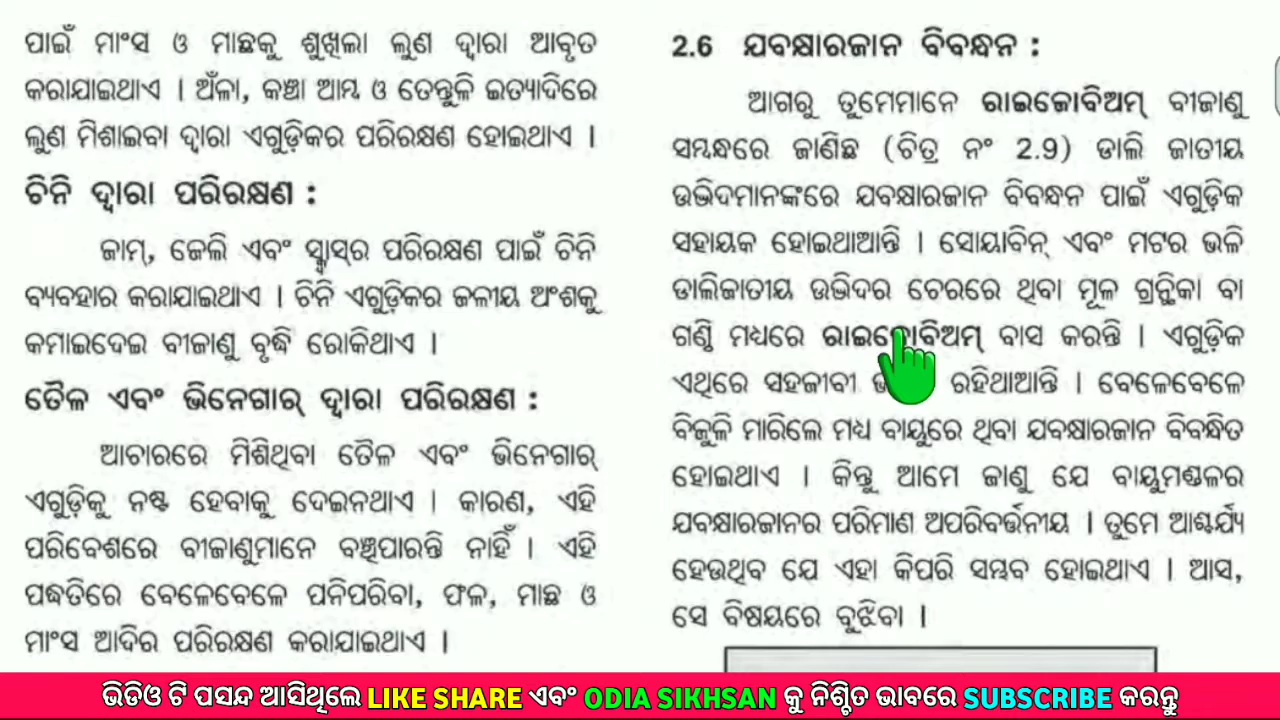 ପାଇଁ ମାଂସ ଓ ମାଛକୁ ଶୁଖିଲା ଲୁଣ ଦ୍ୱାରା ଆବୃତ
କରାଯାଇଥାଏ । ଅଁଳା, କଞ୍ଚା ଆମ୍ବ ଓ ତେନ୍ତୁଳି ଇତ୍ୟାଦିରେ
ଲୁଣ ମିଶାଇବା ଦ୍ୱାରା ଏଗୁଡ଼ିକର ପରିରକ୍ଷଣ ହୋଇଥାଏ ।
ଚିନି ଦ୍ୱାରା ପରିରକ୍ଷଣ :
ଜାମ୍, ଜେଲି ଏବଂ ସ୍କ୍ୱାସ୍‌ର ପରିରକ୍ଷଣ ପାଇଁ ଚିନି
ବ୍ୟବହାର କରାଯାଇଥାଏ । ଚିନି ଏଗୁଡ଼ିକର ଜଳୀୟ ଅଂଶକୁ
କମାଇଦେଇ ବୀଜାଣୁ ବୃଦ୍ଧି ରୋକିଥାଏ ।
ତୈଳ ଏବଂ ଭିନେଗାର୍ ଦ୍ୱାରା ପରିରକ୍ଷଣ :
ଆଚାରରେ ମିଶିଥିବା ତୈଳ ଏବଂ ଭିନେଗାର୍
ଏଗୁଡ଼ିକୁ ନଷ୍ଟ ହେବାକୁ ଦେଇନଥାଏ । କାରଣ, ଏହି
ପରିବେଶରେ ବୀଜାଣୁମାନେ ବଞ୍ଚିପାରନ୍ତି ନାହିଁ । ଏହି
ପଦ୍ଧତିରେ ବେଳେବେଳେ ପନିପରିବା, ଫଳ, ମାଛ ଓ
ମାଂସ ଆଦିର ପରିରକ୍ଷଣ କରାଯାଇଥାଏ ।
2.6 ଯବକ୍ଷାରଜାନ ବିବନ୍ଧନ :
ଆଗରୁ ତୁମେମାନେ ରାଇଜୋବିଅମ୍ ବୀଜାଣୁ
ସମ୍ବନ୍ଧରେ ଜାଣିଛ (ଚିତ୍ର ନଂ 2.9) ଡାଲି ଜାତୀୟ
ଉଦ୍ଭିଦମାନଙ୍କରେ ଯବକ୍ଷାରଜାନ ବିବନ୍ଧନ ପାଇଁ ଏଗୁଡ଼ିକ
ସହାୟକ ହୋଇଥାଆନ୍ତି । ସୋୟାବିନ୍ ଏବଂ ମଟର ଭଳି
ଡାଲିଜାତୀୟ ଉଦ୍ଭିଦର ଚେରରେ ଥିବା ମୂଳ ଗ୍ରନ୍ଥିକା ବା
ଗଣ୍ଠି ମଧ୍ୟରେ ରାଇଜୋବିଅମ୍ ବାସ କରନ୍ତି । ଏଗୁଡ଼ିକ
ଏଥିରେ ସହଜୀବୀ ରହିଥାଆନ୍ତି । ବେଳେବେଳେ
ବିଜୁଳି ମାରିଲେ ମଧ୍ୟ ବାୟୁରେ ଥିବା ଯବକ୍ଷାରଜାନ ବିବନ୍ଧିତ
ହୋଇଥାଏ । କିନ୍ତୁ ଆମେ ଜାଣୁ ଯେ ବାୟୁମଣ୍ଡଳର
ଯବକ୍ଷାରଜାନର ପରିମାଣ ଅପରିବର୍ତ୍ତନୀୟ । ତୁମେ ଆଶ୍ଚର୍ଯ୍ୟ
ହେଉଥିବ ଯେ ଏହା କିପରି ସମ୍ଭବ ହୋଇଥାଏ । ଆସ,
ସେ ବିଷୟରେ ବୁଝିବା ।
ଭିଡିଓ ଟି ପସନ୍ଦ ଆସିଥିଲେ LIKE SHARE ଏବଂ ODIA SIKHSAN କୁ ନିଶ୍ଚିତ ଭାବରେ SUBSCRIBE କରନ୍ତୁ